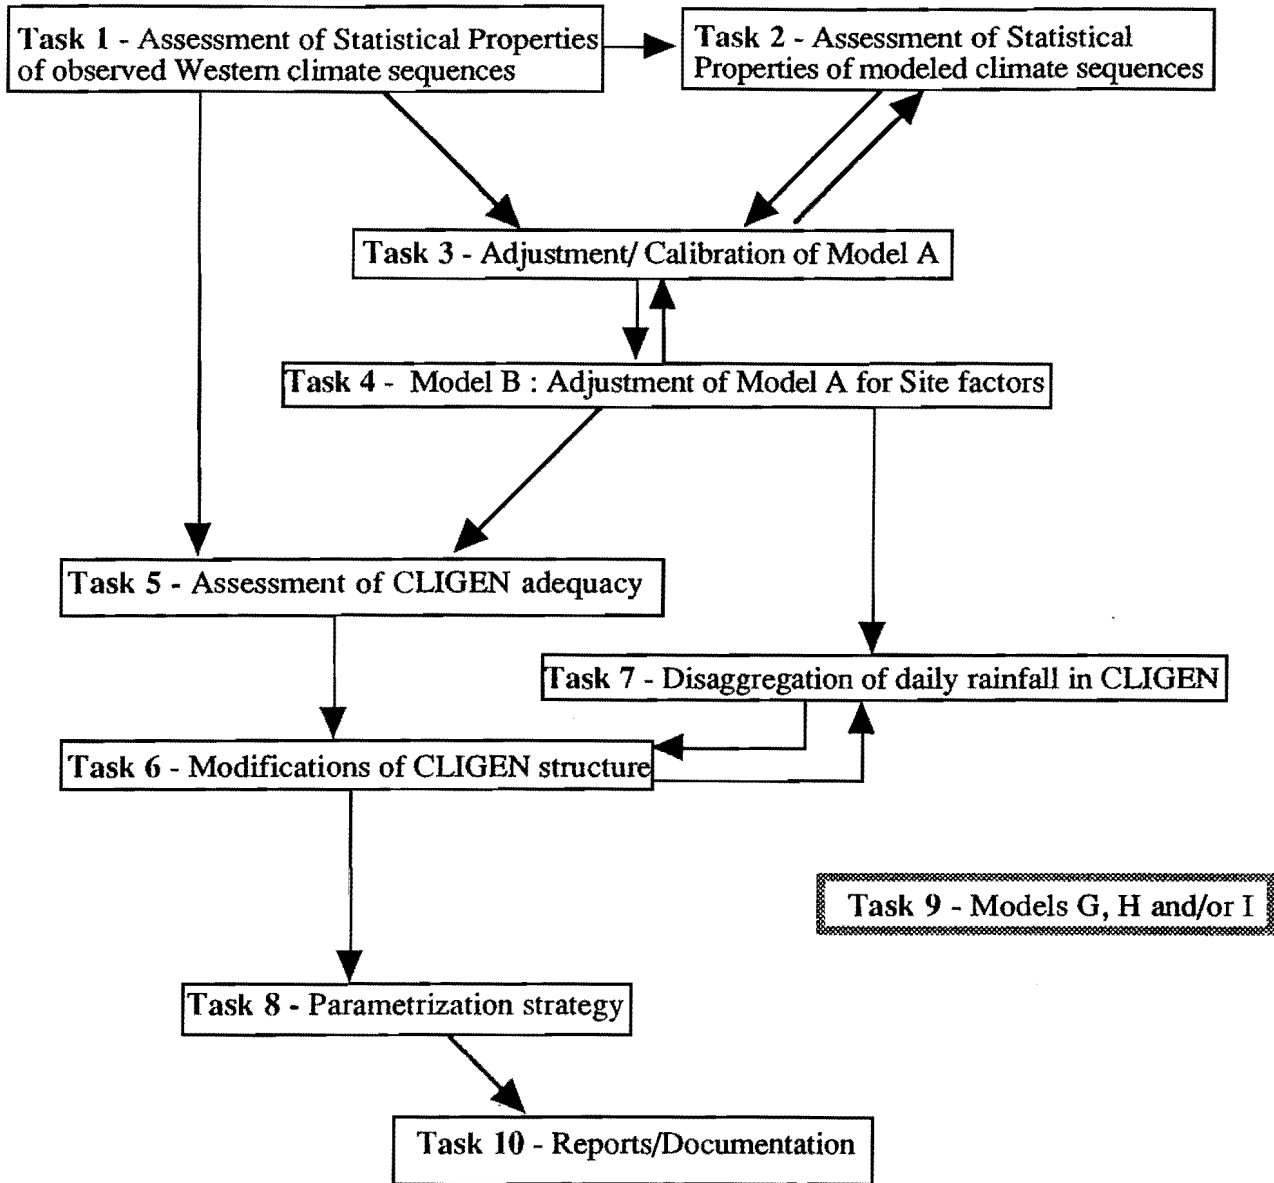 Task 1 - Assessment of Statistical Properties
of observed Western climate sequences
Task 2 - Assessment of Statistical
Properties of modeled climate sequences
Task 3 - Adjustment/ Calibration of Model A
Task 4 - Model B : Adjustment of Model A for Site factors
Task 5 - Assessment of CLIGEN adequacy
Task 7 - Disaggregation of daily rainfall in CLIGEN
Task 6 - Modifications of CLIGEN structure
Task 9 - Models G, H and/or I
Task 8 - Parametrization strategy
Task 10 - Reports/Documentation